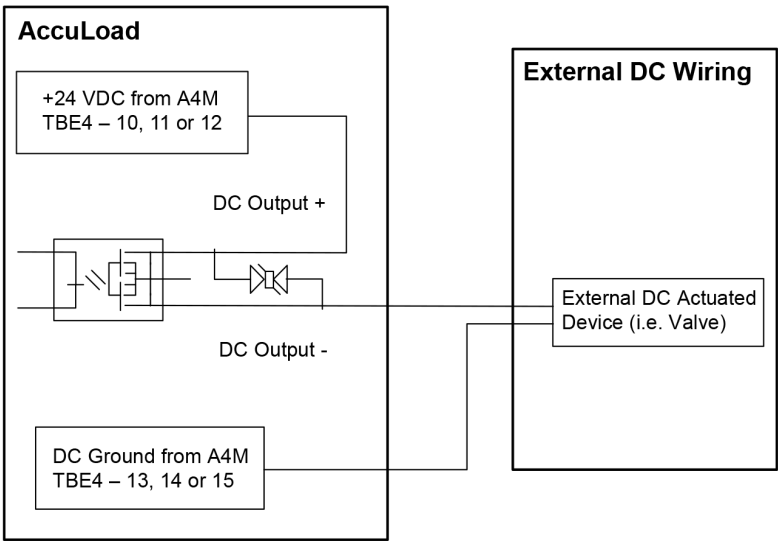 AccuLoad
+24 VDC from A4M
TBE4 – 10, 11 or 12
DC Output +
DC Output -
DC Ground from A4M
TBE4 – 13, 14 or 15
External DC Wiring
External DC Actuated
Device (i.e. Valve)